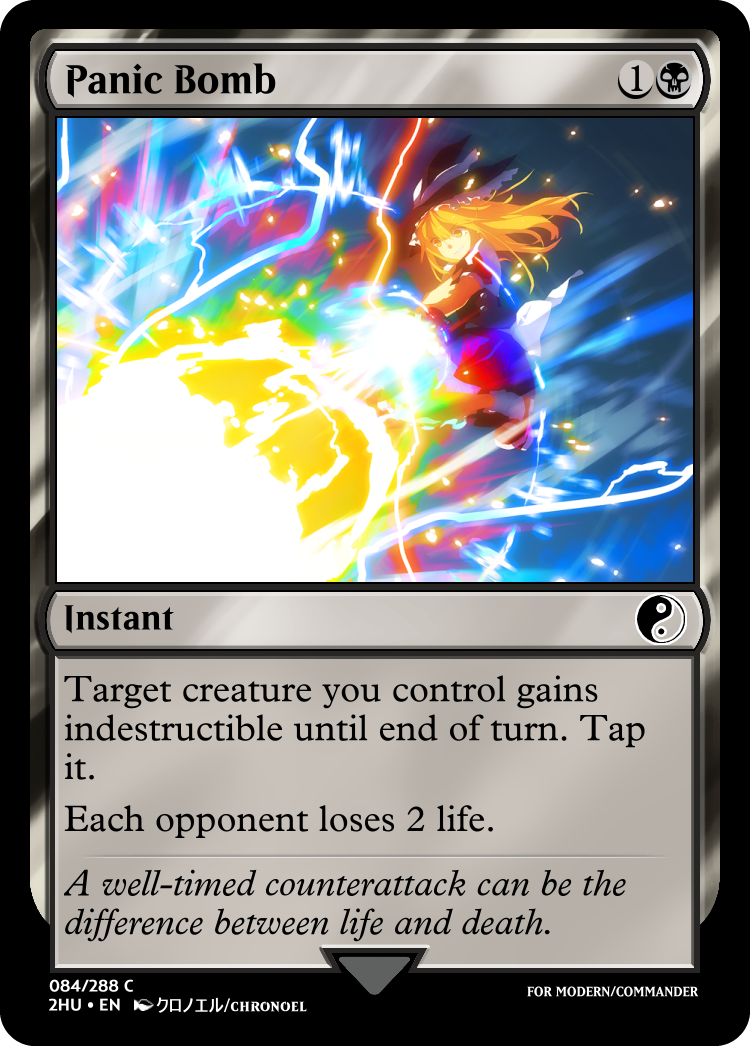 Panic Bomb 1
Instant
Target creature you control gains
indestructible until end of turn. Tap
it.
Each opponent loses 2 life.
A well-timed counterattack can be the
difference between life and death.
084/288 C
2HU • EN クロノエル/CHRONOEL
FOR MODERN/COMMANDER